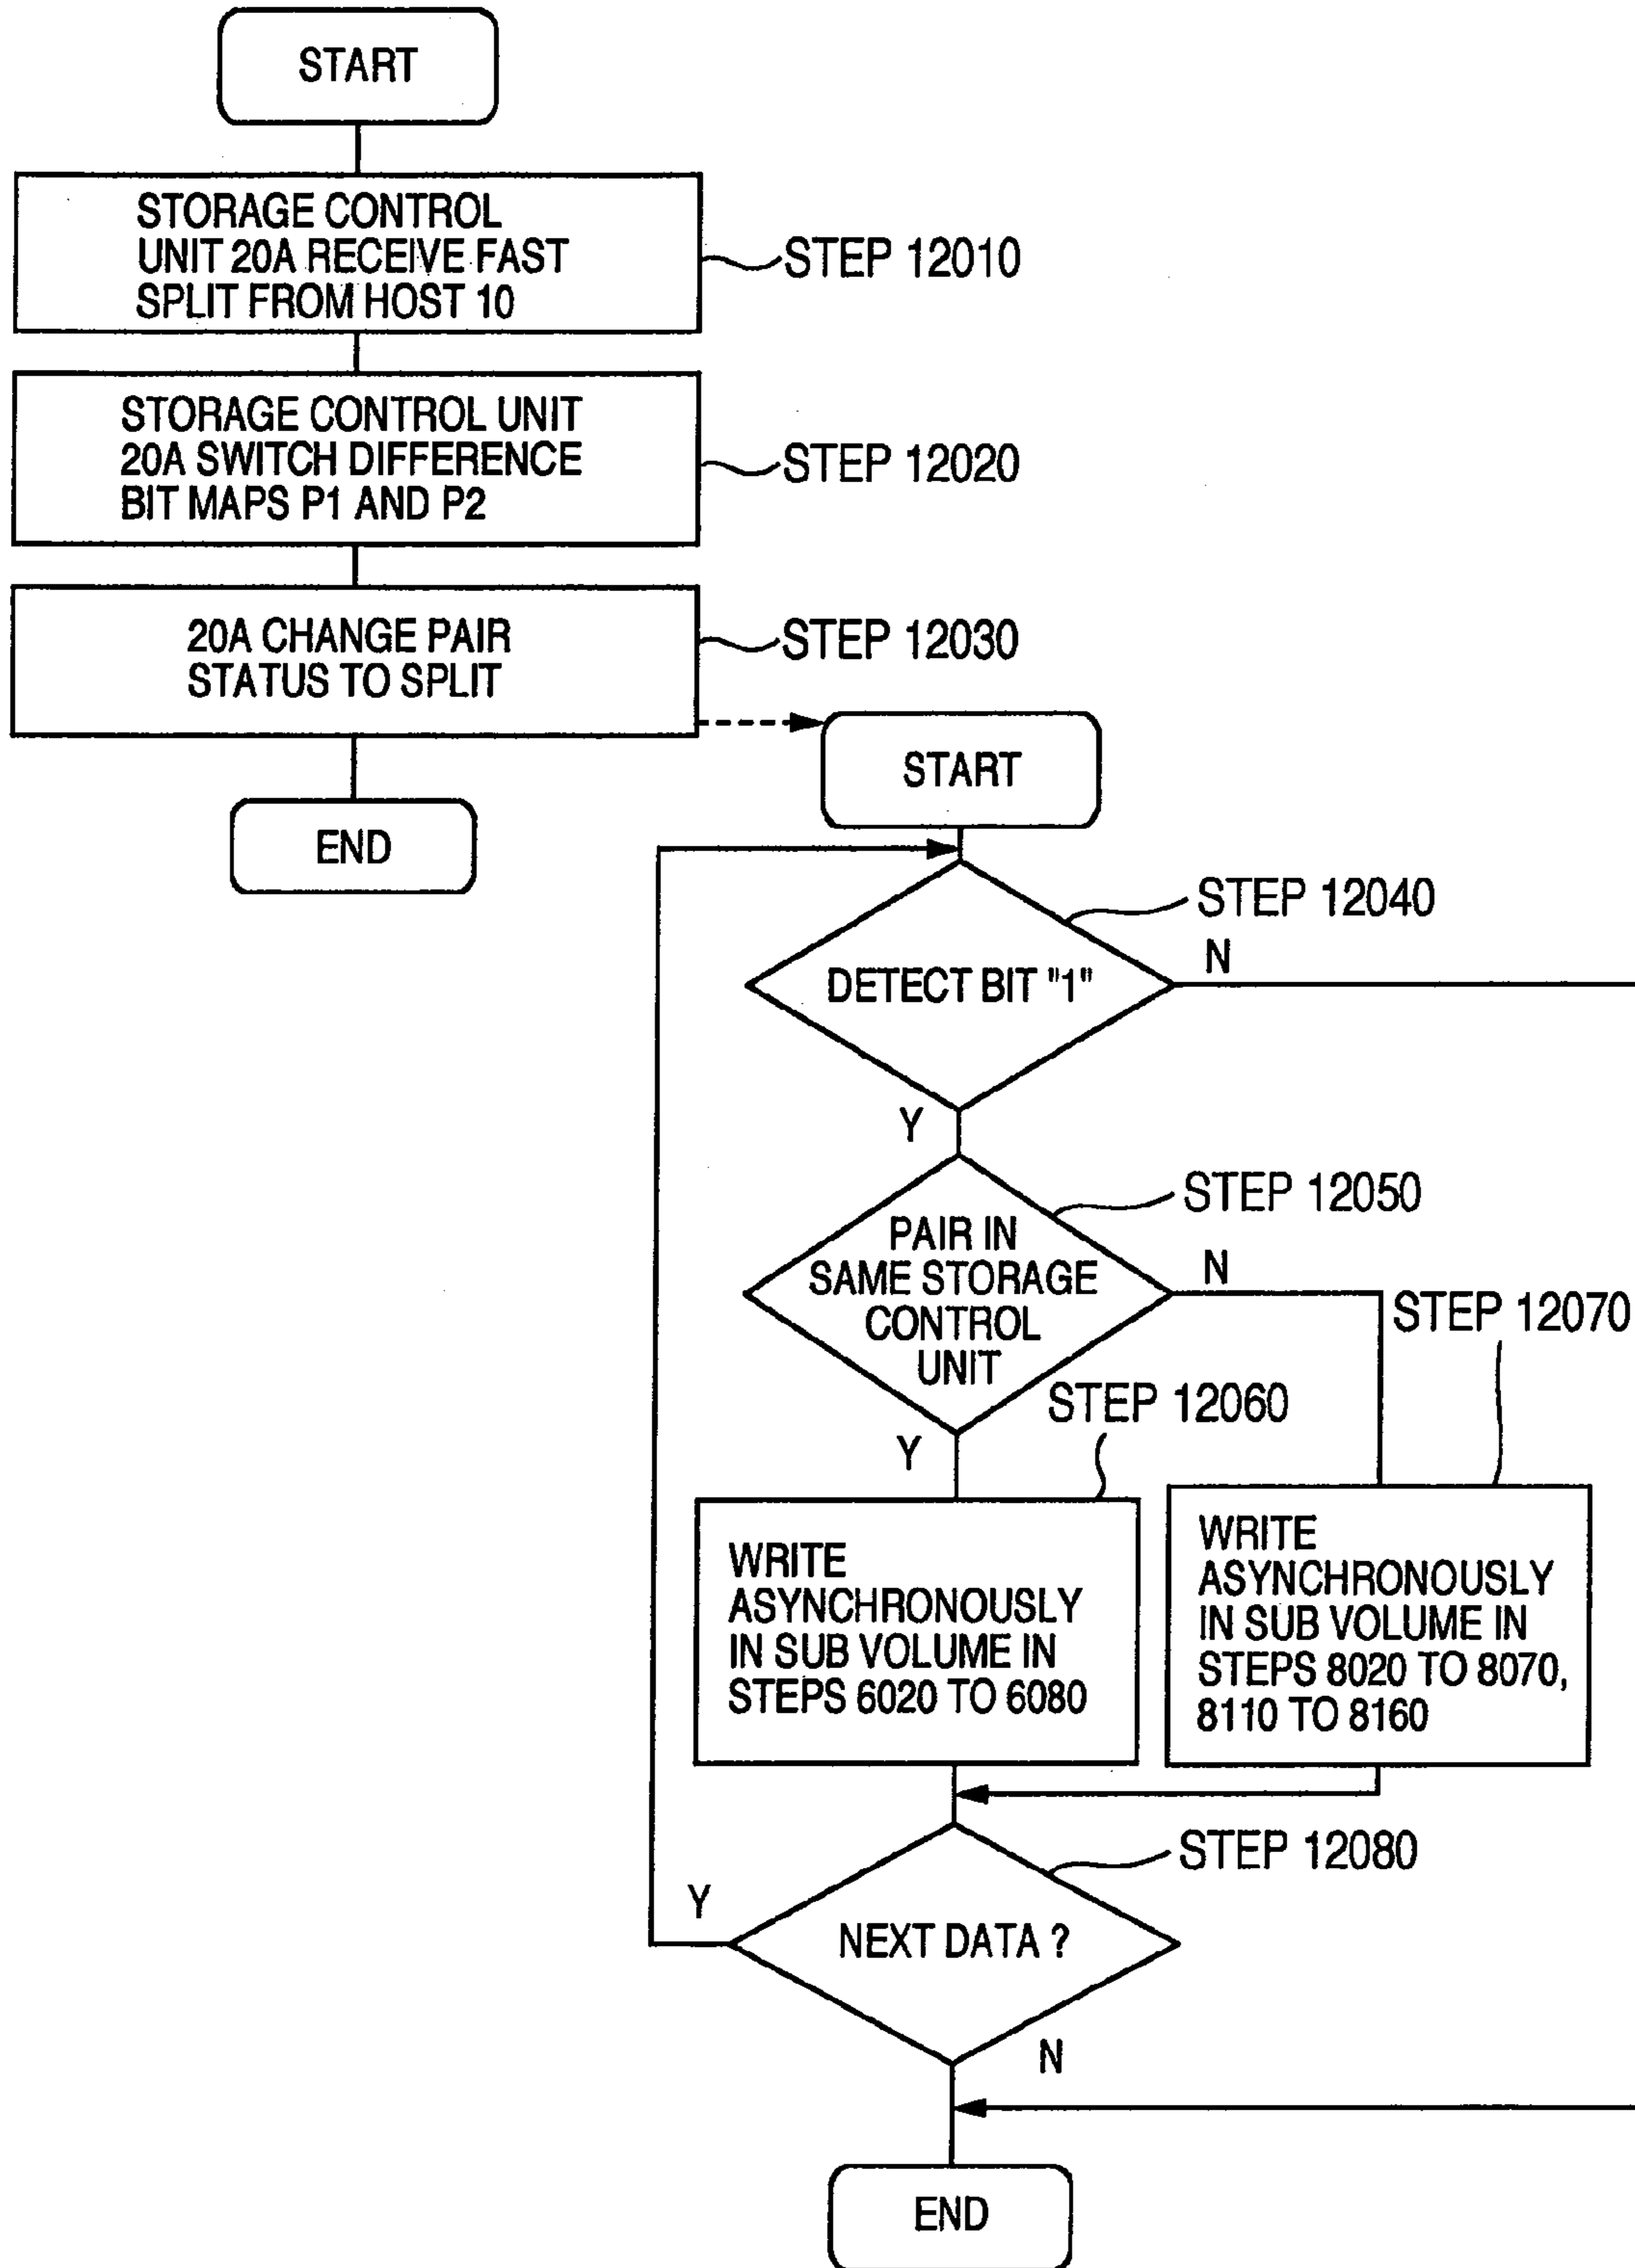 START
STORAGE CONTROL
UNIT 20A RECEIVE FAST
SPLIT FROM HOST 10
STEP 12010
STORAGE CONTROL UNIT
20A SWITCH DIFFERENCE
BIT MAPS P1 AND P2
STEP 12020
20A CHANGE PAIR
STATUS TO SPLIT
STEP 12030
END
START
STEP 12040
DETECT BIT "1"
N
Y
STEP 12050
PAIR IN
SAME STORAGE
CONTROL
UNIT
N
Y
STEP 12060
STEP 12070
WRITE
ASYNCHRONOUSLY
IN SUB VOLUME IN
STEPS 6020 TO 6080
WRITE
ASYNCHRONOUSLY
IN SUB VOLUME IN
STEPS 8020 TO 8070,
8110 TO 8160
STEP 12080
NEXT DATA ?
Y
N
END